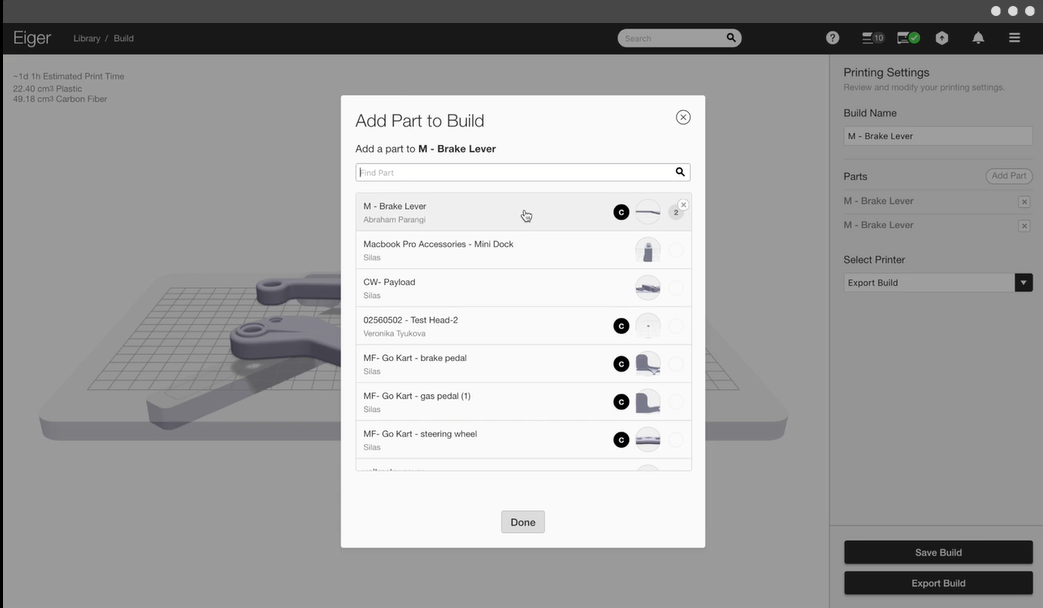 Eiger
Library / Build
Search
10
~1d 1h Estimated Print Time
22.40 cm3 Plastic
49.18 cm3 Carbon Fiber
Add Part to Build
Add a part to M - Brake Lever
Find Part
M - Brake Lever
Abraham Parangi
C
2
Macbook Pro Accessories - Mini Dock
Silas
CW- Payload
Silas
02560502 - Test Head-2
Veronika Tyukova
C
MF- Go Kart - brake pedal
Silas
C
MF- Go Kart - gas pedal (1)
Silas
C
MF- Go Kart - steering wheel
Silas
C
Done
Printing Settings
Review and modify your printing settings.
Build Name
M - Brake Lever
Parts
Add Part
M - Brake Lever
M - Brake Lever
Select Printer
Export Build
Save Build
Export Build